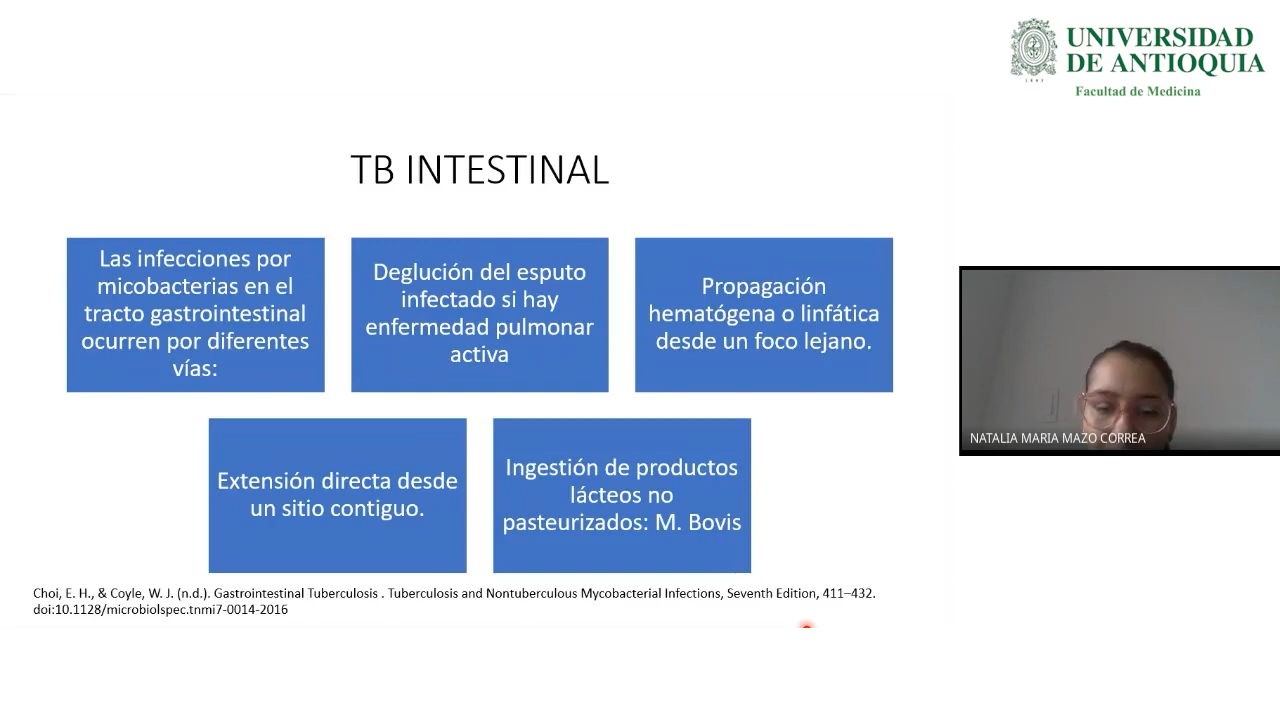 UNIVERSIDAD
DE ANTIOQUIA
Facultad de Medicina
TB INTESTINAL
Las infecciones por
micobacterias en el
tracto gastrointestinal
ocurren por diferentes
vías:
Deglución del esputo
infectado si hay
enfermedad pulmonar
activa
Propagación
hematógena o linfática
desde un foco lejano.
Extensión directa desde
un sitio contiguo.
Ingestión de productos
lácteos no
pasteurizados: M. Bovis
Choi, E. H., & Coyle, W. J. (n.d.). Gastrointestinal Tuberculosis . Tuberculosis and Nontuberculous Mycobacterial Infections, Seventh Edition, 411–432.
doi:10.1128/microbiolspec.tnmi7-0014-2016
NATALIA MARIA MAZO CORREA